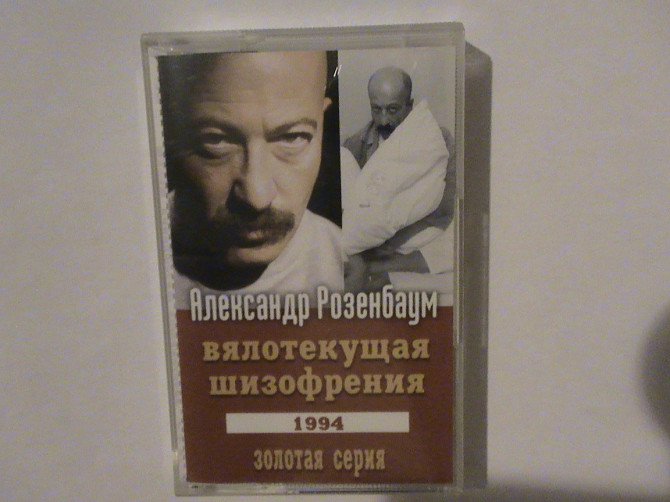 Александр Розенбаум
вялотекущая
шизофрения
1994
золотая серия